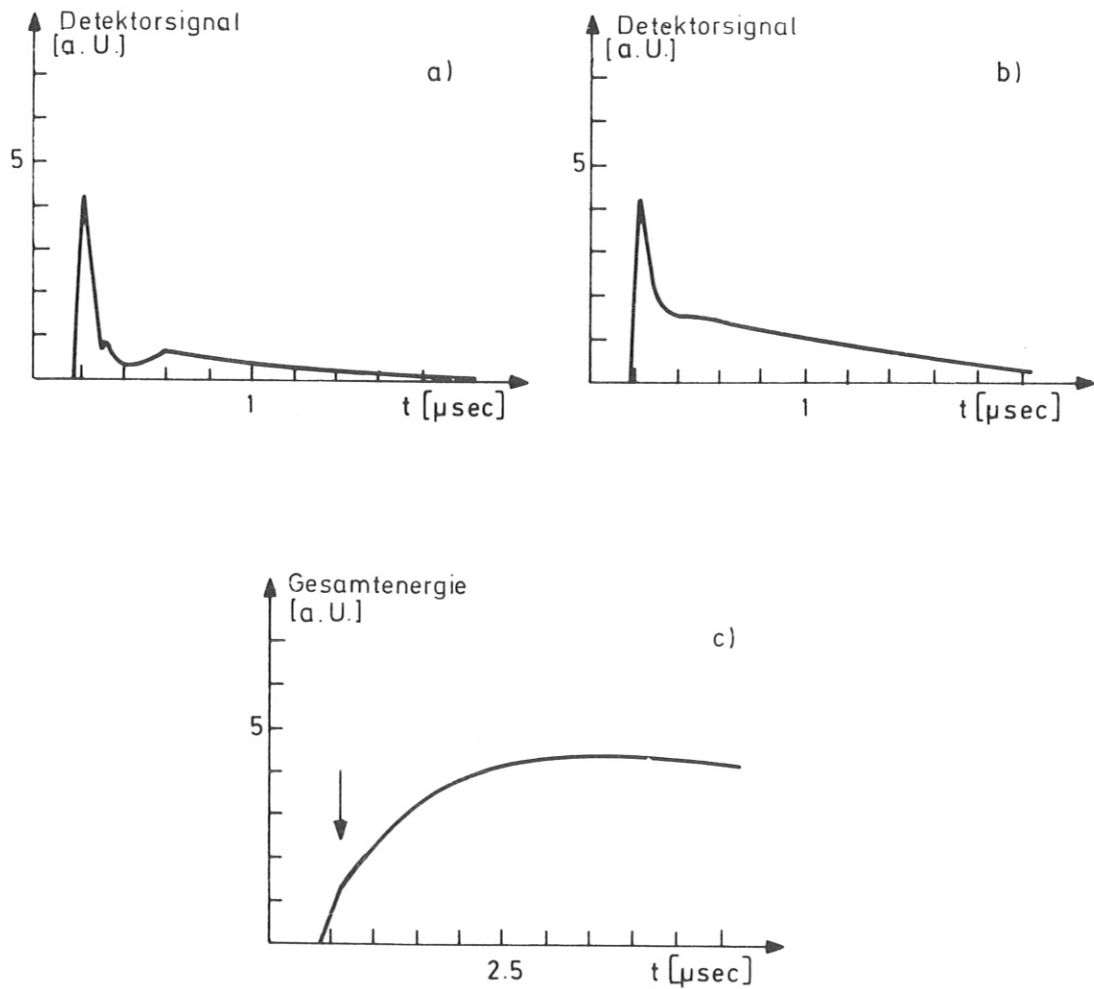 Detektorsignal
[a. U.]
a)
5
1
t [µsec]
Detektorsignal
[a. U.]
b)
5
1
t [µsec]
Gesamtenergie
[a. U.]
c)
5
2.5
t [µsec]